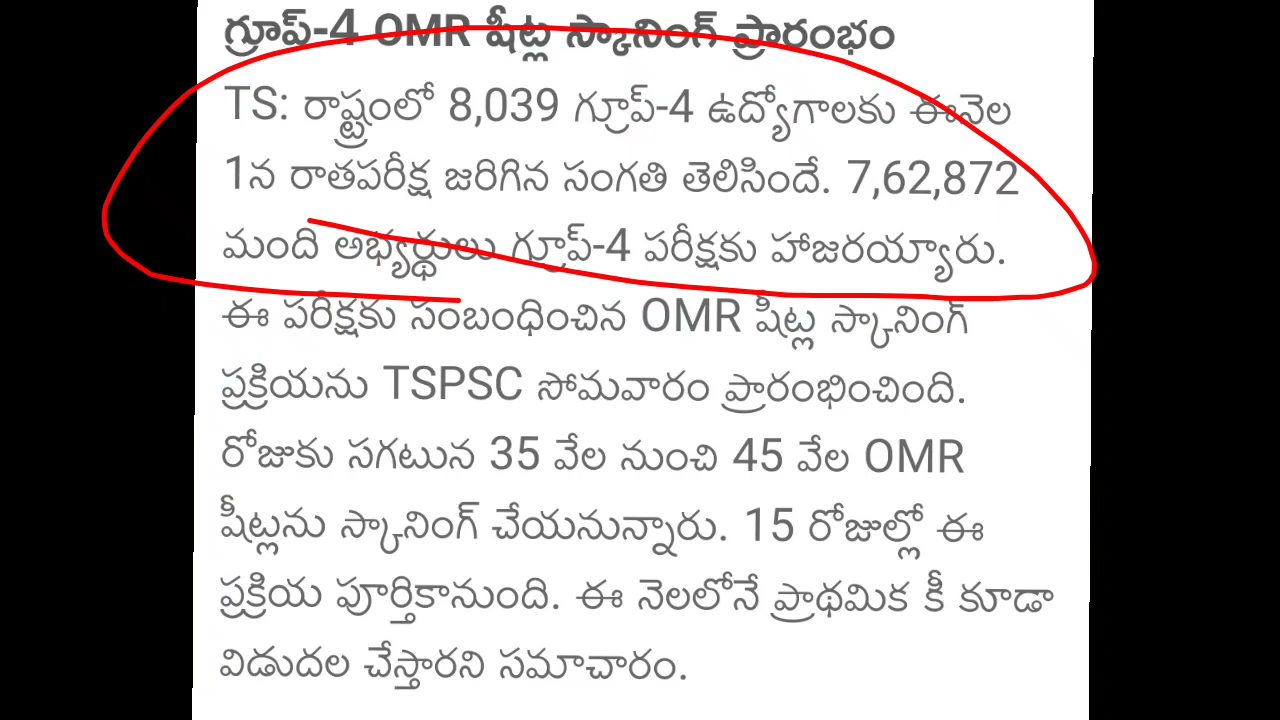 గ్రూప్-4 OMR షీట్ల స్కానింగ్ ప్రారంభం
TS: రాష్ట్రంలో 8,039 గ్రూప్-4 ఉద్యోగాలకు ఈనెల
1న రాతపరీక్ష జరిగిన సంగతి తెలిసిందే. 7,62,872
మంది అభ్యర్థులు గ్రూప్-4 పరీక్షకు హాజరయ్యారు.
ఈ పరీక్షకు సంబంధించిన OMR షీట్ల స్కానింగ్
ప్రక్రియను TSPSC సోమవారం ప్రారంభించింది.
రోజుకు సగటున 35 వేల నుంచి 45 వేల OMR
షీట్లను స్కానింగ్ చేయనున్నారు. 15 రోజుల్లో ఈ
ప్రక్రియ పూర్తికానుంది. ఈ నెలలోనే ప్రాథమిక కీ కూడా
విడుదల చేస్తారని సమాచారం.